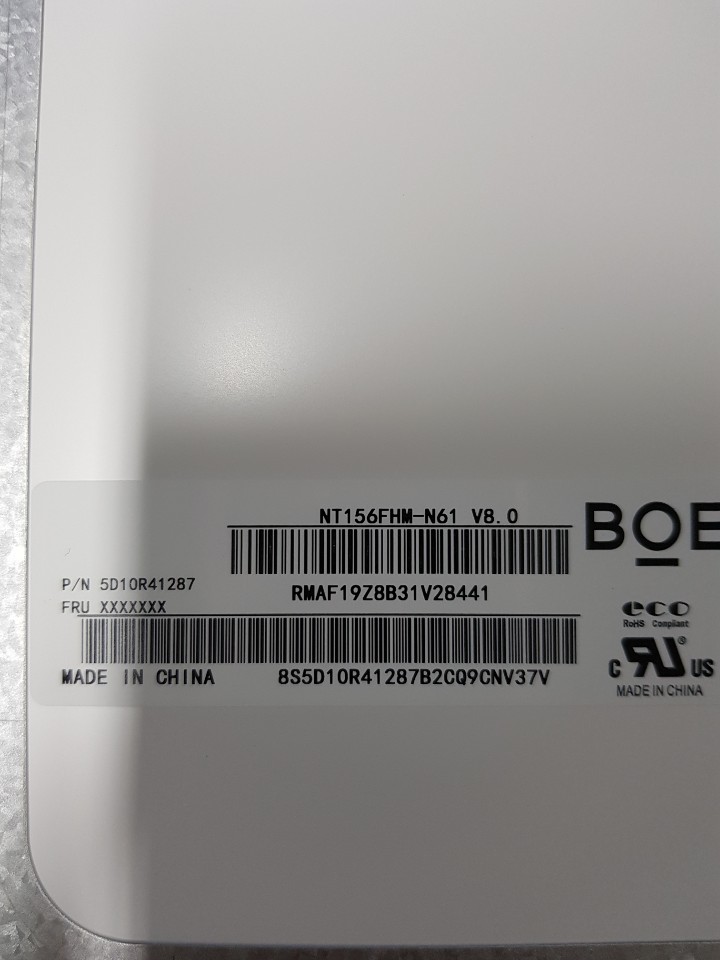 NT156FHM-N61 V8.0
BOE
P/N 5D10R41287
RMAF19Z8B31V28441
FRU XXXXXXX
eco
RoHS Compliant
MADE IN CHINA
8S5D10R41287B2CQ9CNV37V
C RU ® US
MADE IN CHINA